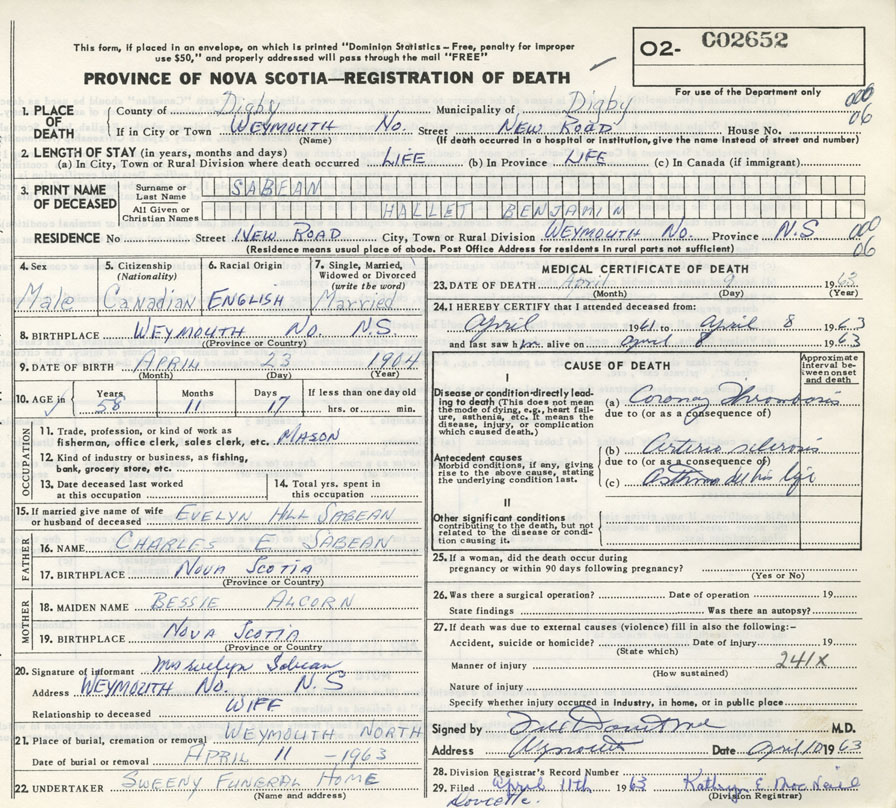 This form, if placed in an envelope, on which is printed "Dominion Statistics – Free, penalty for improper
use $50," and properly addressed will pass through the mail "FREE"
PROVINCE OF NOVA SCOTIA—REGISTRATION OF DEATH
O2- C02652
For use of the Department only
1. PLACE OF DEATH
County of Digby Municipality of Digby
If in City or Town WEYMOUTH No. Street NEW ROAD House No.
(Name) (If death occurred in a hospital or institution, give the name instead of street and number)
000
06
2. LENGTH OF STAY (in years, months and days)
(a) In City, Town or Rural Division where death occurred LIFE (b) In Province LIFE (c) In Canada (if immigrant)
3. PRINT NAME OF DECEASED
Surname or Last Name SABEAN
All Given or Christian Names HALLET BENJAMIN
RESIDENCE No Street NEW ROAD City, Town or Rural Division WEYMOUTH No. Province N.S
(Residence means usual place of abode. Post Office Address for residents in rural parts not sufficient)
000
06
4. Sex Male
5. Citizenship (Nationality) Canadian
6. Racial Origin ENGLISH
7. Single, Married, Widowed or Divorced (write the word) Married
8. BIRTHPLACE WEYMOUTH No. N.S.
(Province or Country)
9. DATE OF BIRTH APRIL 23 1904
(Month) (Day) (Year)
10. AGE in Years 58 Months 11 Days 17 If less than one day old hrs. or min.
OCCUPATION
11. Trade, profession, or kind of work as
fisherman, office clerk, sales clerk, etc. MASON
12. Kind of industry or business, as fishing,
bank, grocery store, etc.
13. Date deceased last worked at this occupation
14. Total yrs. spent in this occupation
15. If married give name of wife or husband of deceased EVELYN HILL SABEAN
FATHER
16. NAME CHARLES E. SABEAN
17. BIRTHPLACE NOVA SCOTIA
(Province or Country)
MOTHER
18. MAIDEN NAME BESSIE ALCORN
19. BIRTHPLACE NOVA SCOTIA
(Province or Country
20. Signature of informant Mrs Evelyn Sabean
Address WEYMOUTH No. N.S
Relationship to deceased WIFE
21. Place of burial, cremation or removal WEYMOUTH NORTH
Date of burial or removal APRIL 11 - 1963
22. UNDERTAKER SWEENY FUNERAL HOME
(Name and address)
MEDICAL CERTIFICATE OF DEATH
23. DATE OF DEATH April 9 1963
(Month) (Day) (Year)
24. I HEREBY CERTIFY that I attended deceased from:
April 1961 to April 8 1963
and last saw him alive on April 8 1963
CAUSE OF DEATH
Approximate interval between onset and death
I
Disease or condition directly leading to death (This does not mean
the mode of dying, e.g., heart failure, asthenia, etc. It means the
disease, injury, or complication which caused death.)
(a) Coronary Thrombosis
due to (or as a consequence of)
Antecedent causes
Morbid conditions, if any, giving rise to the above cause, stating
the underlying condition last.
(b) Arterio sclerosis
due to (or as a consequence of)
(c) Asthma all his life
II
Other significant conditions
contributing to the death, but not related to the disease or condition causing it.
25. If a woman, did the death occur during
pregnancy or within 90 days following pregnancy?
(Yes or No)
26. Was there a surgical operation? Date of operation 19
State findings Was there an autopsy?
27. If death was due to external causes (violence) fill in also the following:-
Accident, suicide or homicide? Date of injury 19
(State which)
Manner of injury 241X
(How sustained)
Nature of injury
Specify whether injury occurred in industry, in home, or in public place
Signed by M.D.
Address Weymouth Date April 10 1963
28. Division Registrar's Record Number
29. Filed April 11th 1963 Kathryn E MacNeil
(Division Registrar)